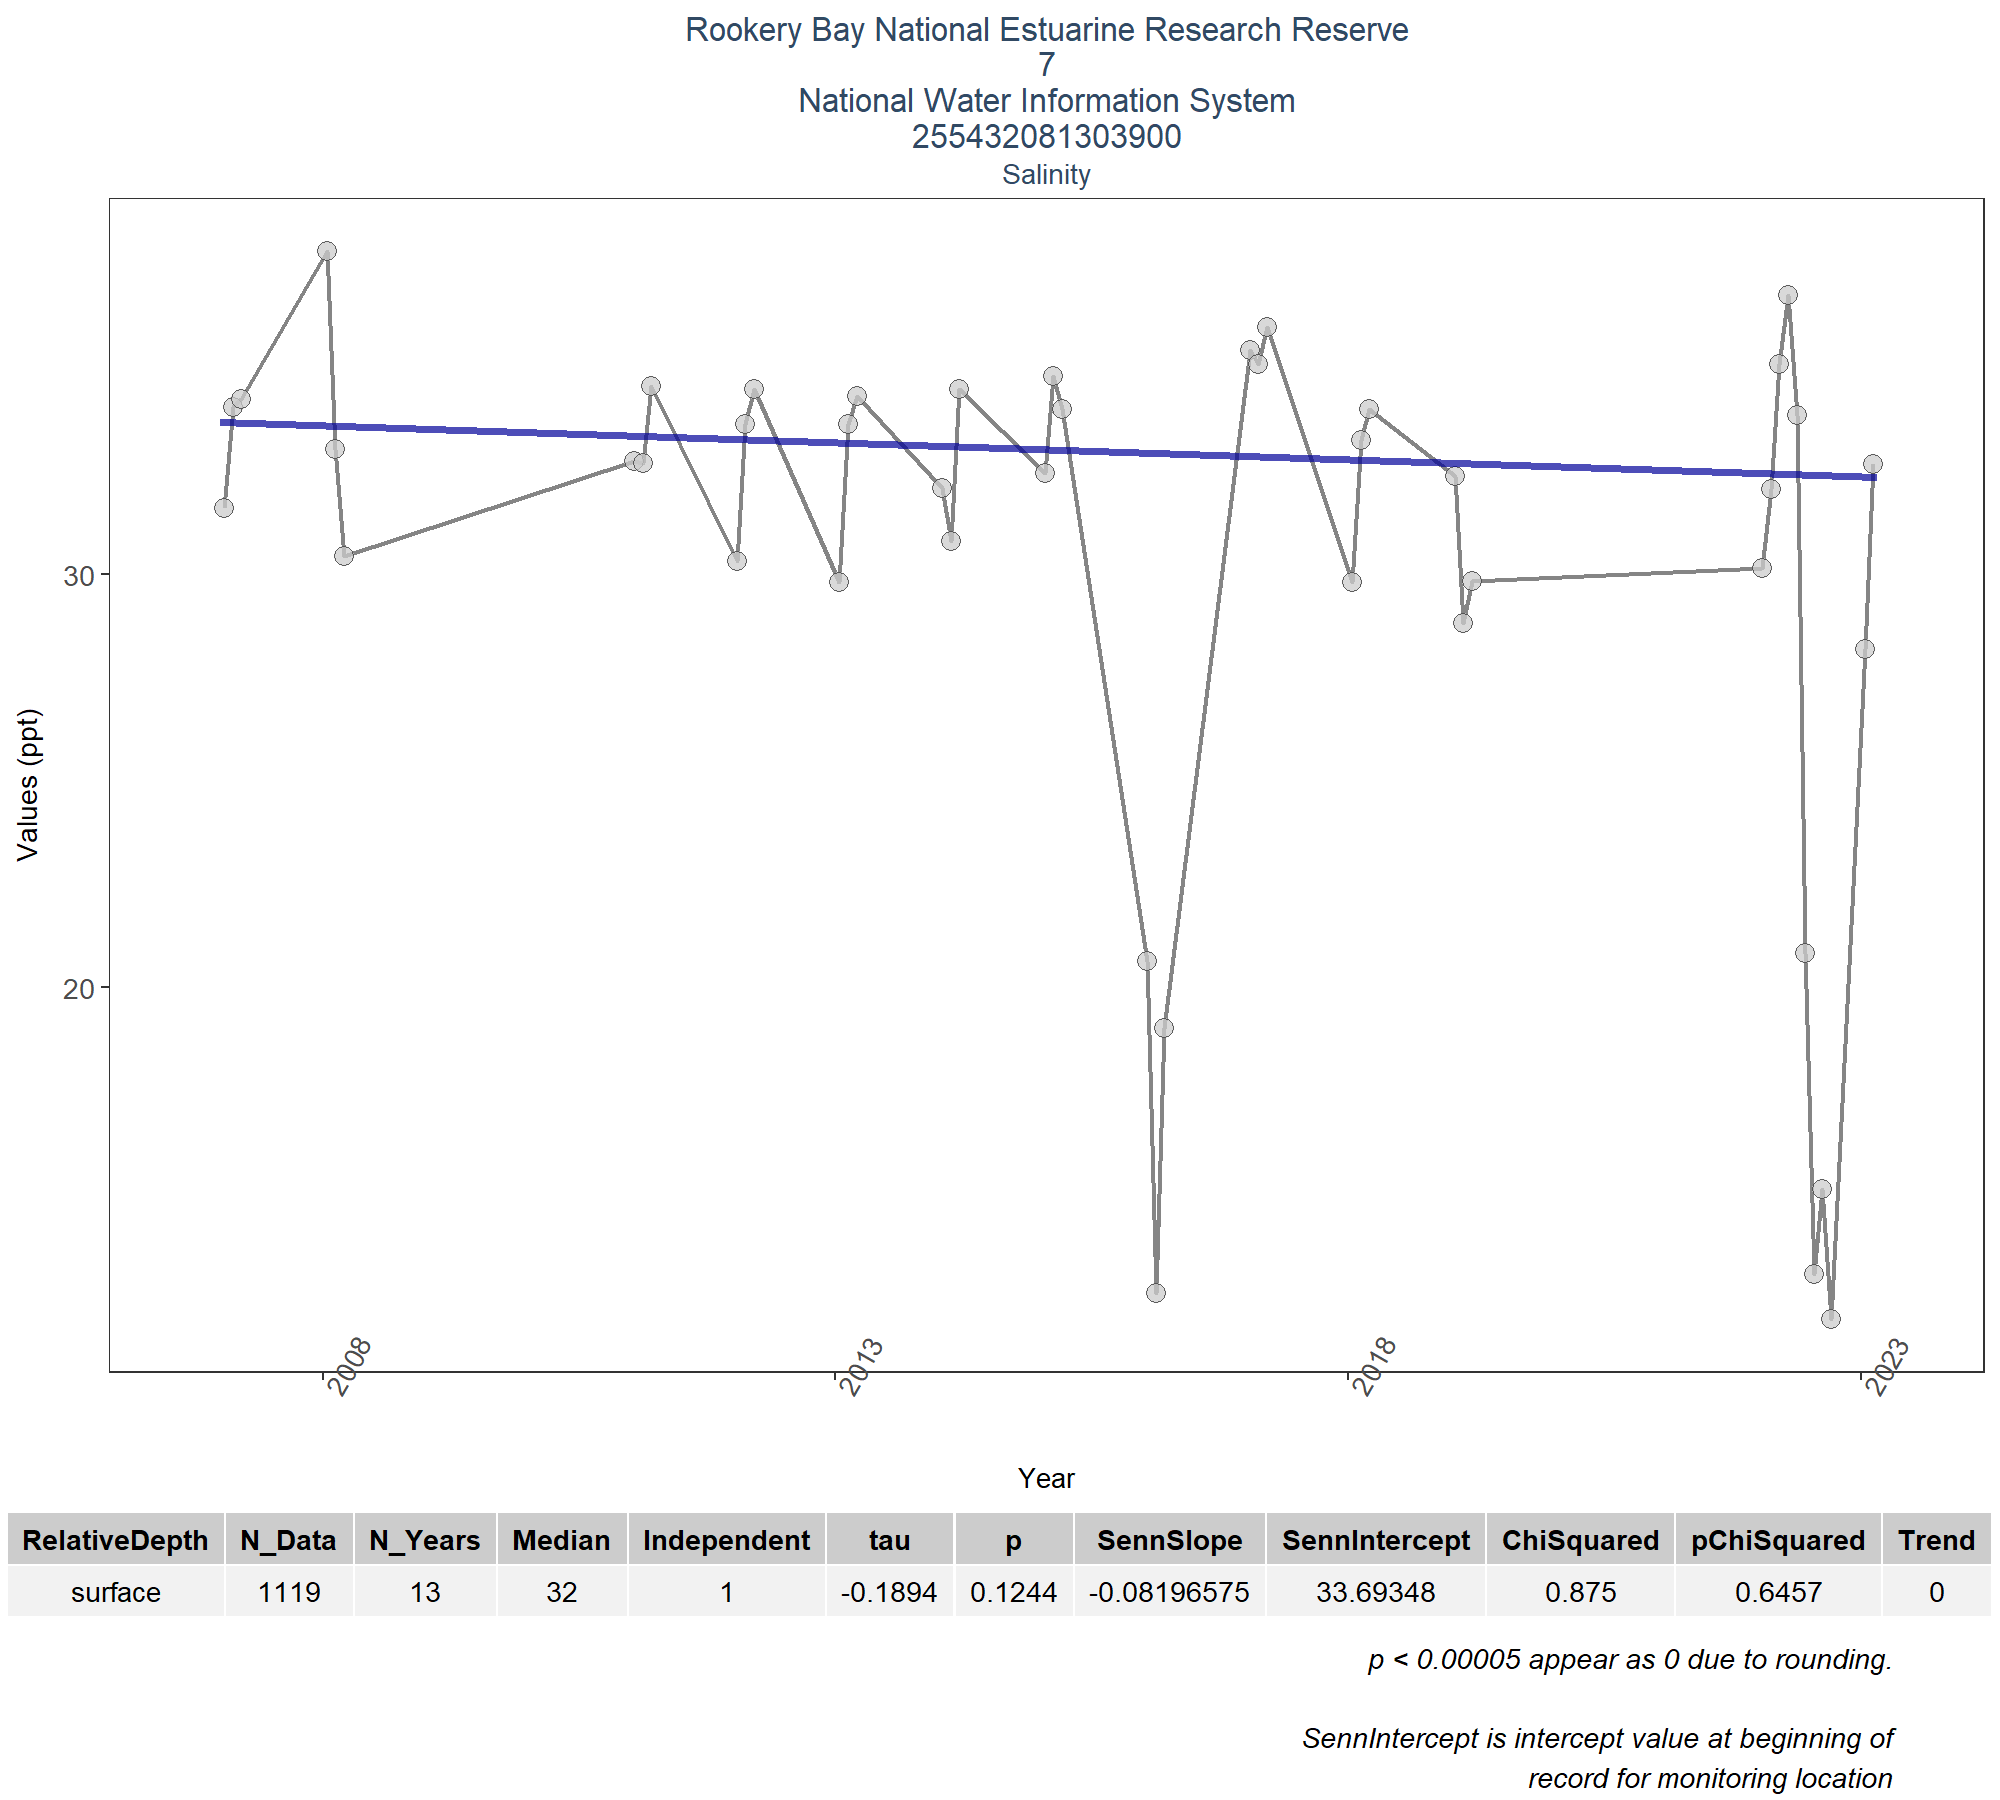 Rookery Bay National Estuarine Research Reserve
7
National Water Information System
255432081303900
Salinity
Values (ppt)
30
20
2008 2013 2018 2023
Year
RelativeDepth N_Data N_Years Median Independent tau p SennSlope SennIntercept ChiSquared pChiSquared Trend
surface 1119 13 32 1 -0.1894 0.1244 -0.08196575 33.69348 0.875 0.6457 0
p < 0.00005 appear as 0 due to rounding.
SennIntercept is intercept value at beginning of
record for monitoring location